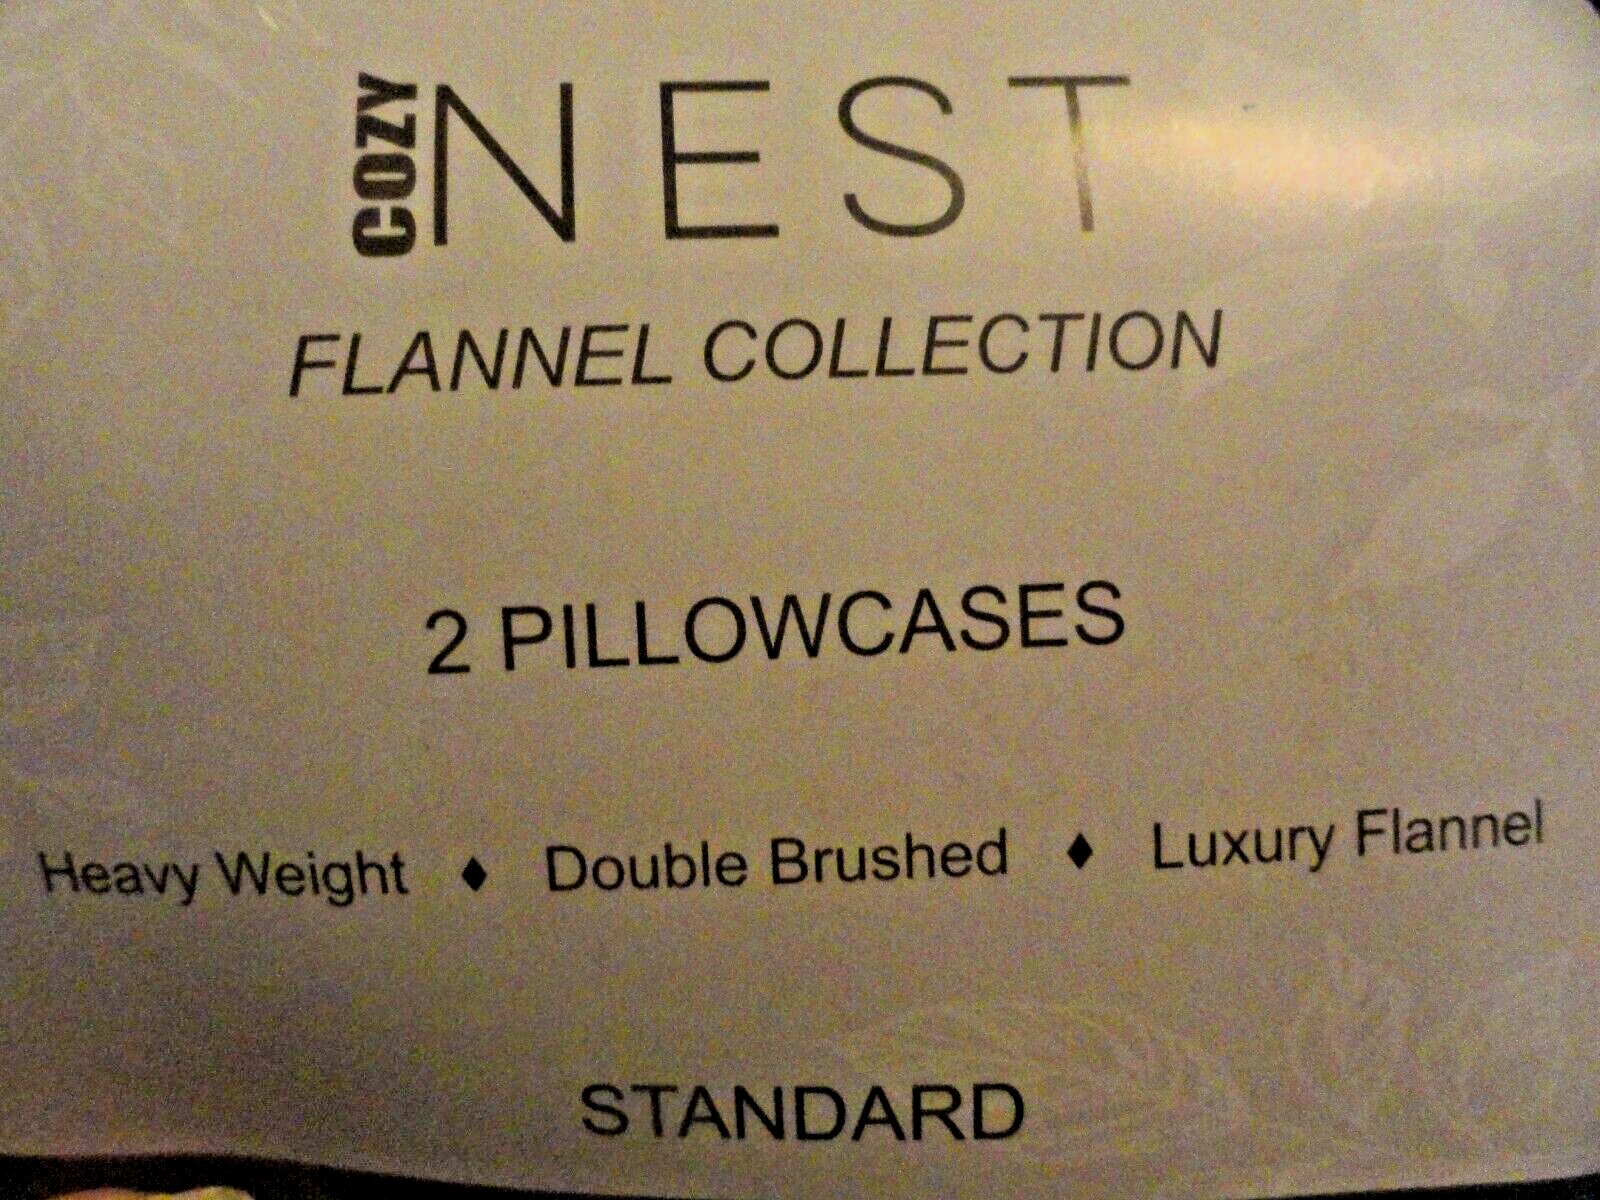 COZY NEST
FLANNEL COLLECTION
2 PILLOWCASES
Heavy Weight ♦ Double Brushed ♦ Luxury Flannel
STANDARD